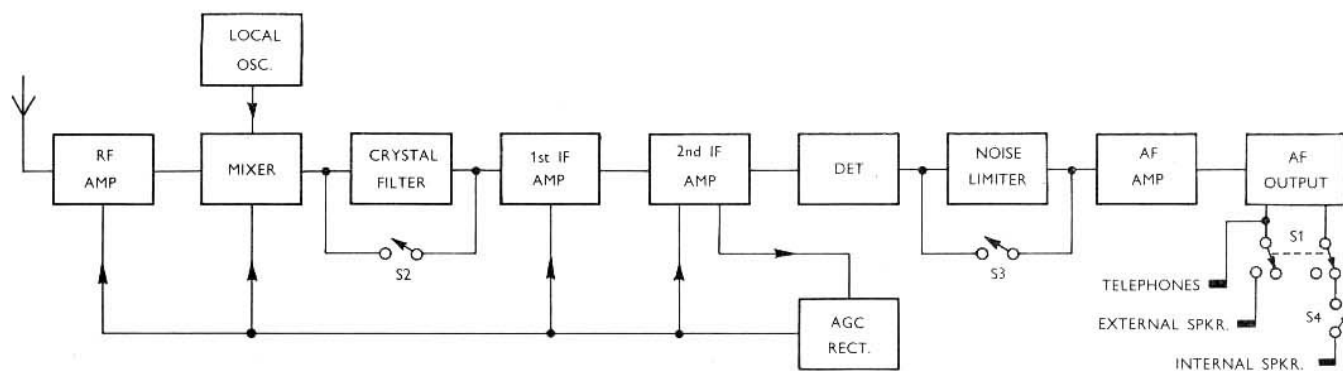 LOCAL
OSC.
RF
AMP
MIXER
CRYSTAL
FILTER
1st IF
AMP
2nd IF
AMP
DET
NOISE
LIMITER
AF
AMP
AF
OUTPUT
S2
S3
S1
TELEPHONES
AGC
RECT.
EXTERNAL SPKR.
S4
INTERNAL SPKR.